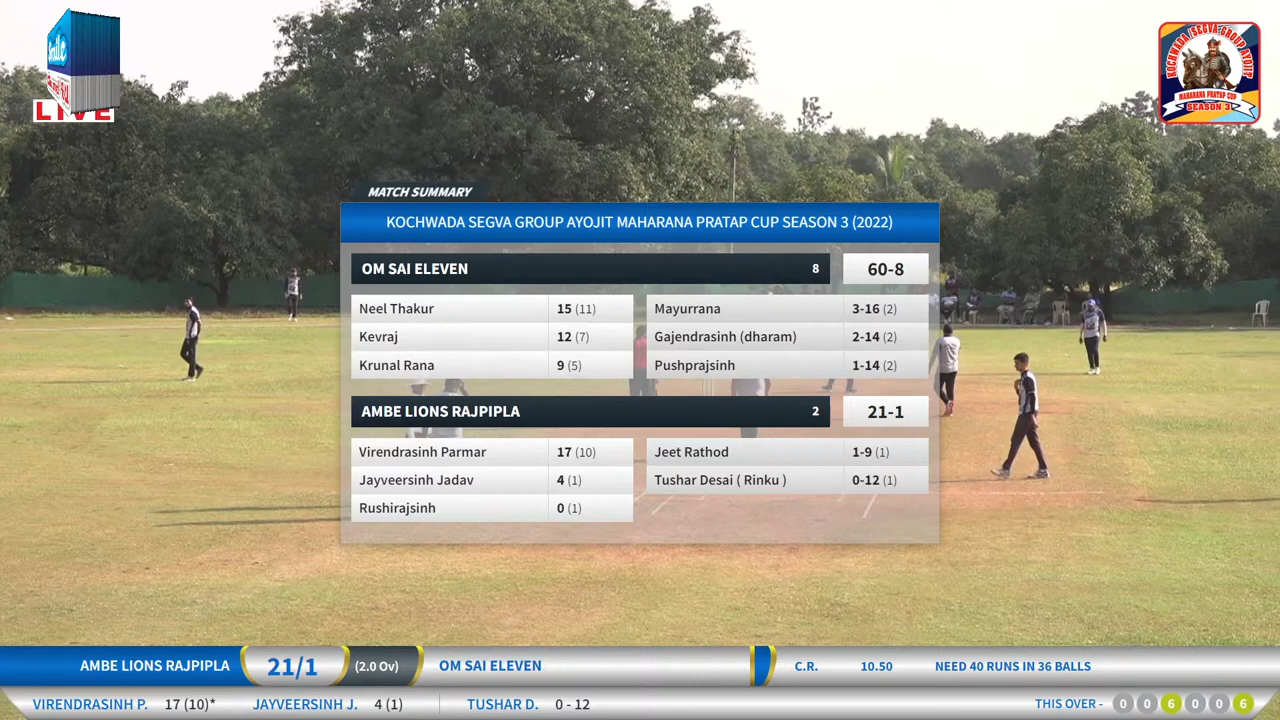 Smile
LIVE
KOCHWADA /SEGVA GROUP AYOJIT
MAHARANA PRATAP CUP
SEASON 3
MATCH SUMMARY
KOCHWADA SEGVA GROUP AYOJIT MAHARANA PRATAP CUP SEASON 3 (2022)
OM SAI ELEVEN 8 60-8
Neel Thakur 15 (11) Mayurrana 3-16 (2)
Kevraj 12 (7) Gajendrasinh (dharam) 2-14 (2)
Krunal Rana 9 (5) Pushprajsinh 1-14 (2)
AMBE LIONS RAJPIPLA 2 21-1
Virendrasinh Parmar 17 (10) Jeet Rathod 1-9 (1)
Jayveersinh Jadav 4 (1) Tushar Desai ( Rinku ) 0-12 (1)
Rushirajsinh 0 (1)
AMBE LIONS RAJPIPLA 21/1 (2.0 Ov) OM SAI ELEVEN C.R. 10.50 NEED 40 RUNS IN 36 BALLS
VIRENDRASINH P. 17 (10)* JAYVEERSINH J. 4 (1) TUSHAR D. 0 - 12 THIS OVER - 0 0 6 0 0 6